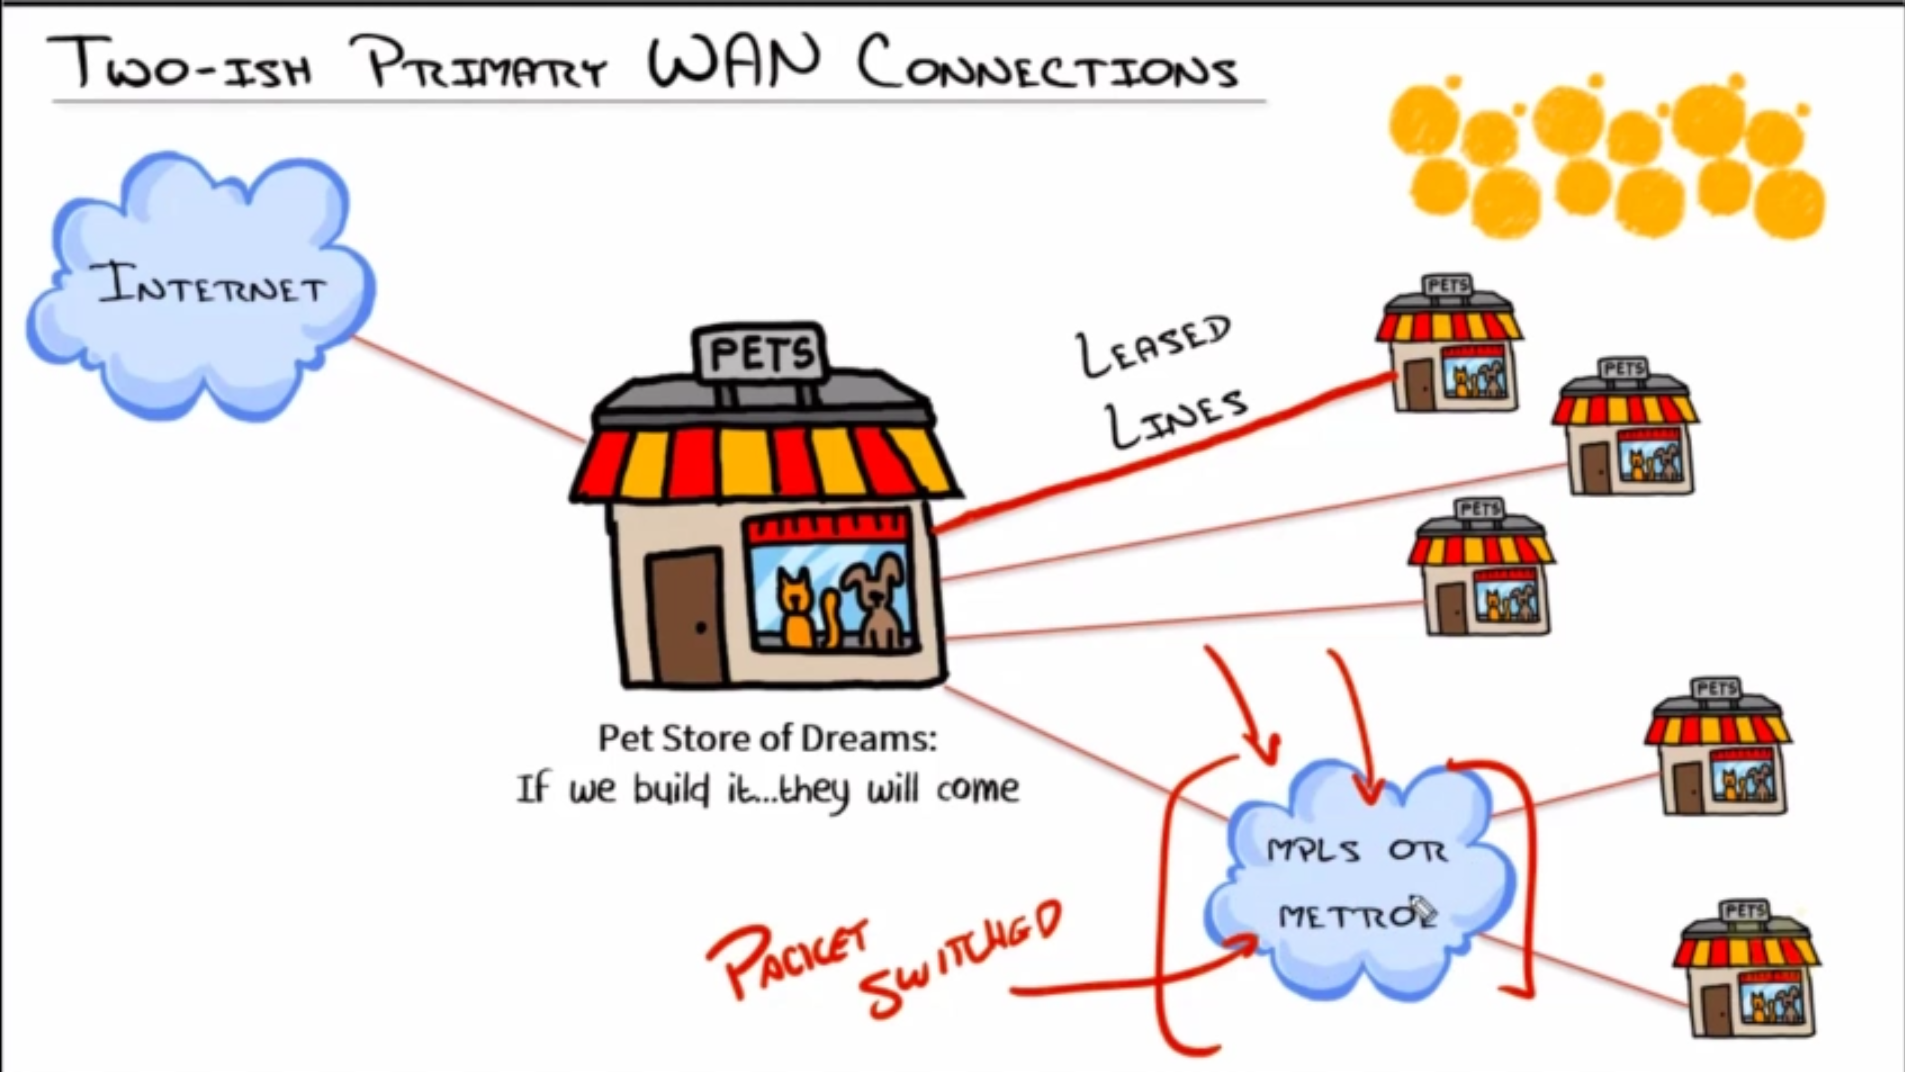 Two-ish Primary WAN Connections
Internet
PETS
Leased
Lines
PETS
PETS
PETS
Pet Store of Dreams:
If we build it...they will come
PETS
MPLS or
MetroE
Packet
Switched
PETS